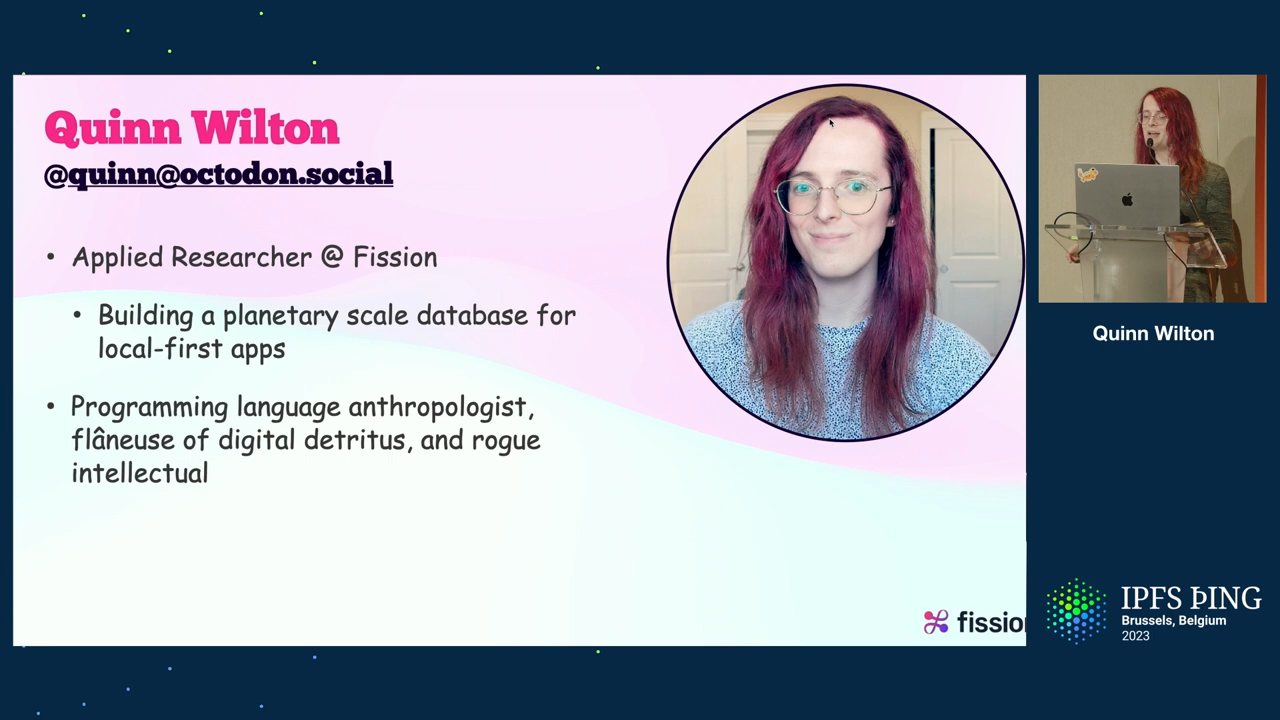 Quinn Wilton
@quinn@octodon.social
• Applied Researcher @ Fission
• Building a planetary scale database for
local-first apps
• Programming language anthropologist,
flâneuse of digital detritus, and rogue
intellectual
fission
Quinn Wilton
IPFS ÞING
Brussels, Belgium
2023